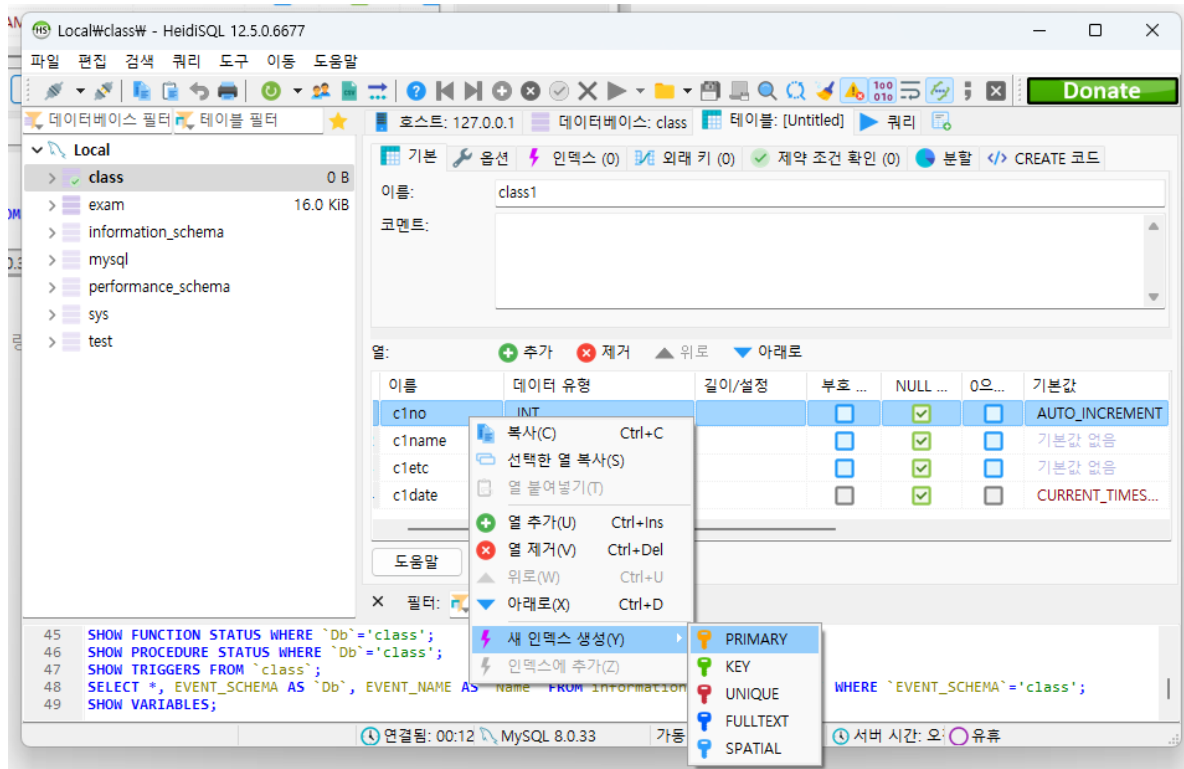 HS Local\class\ - HeidiSQL 12.5.0.6677
파일 편집 검색 쿼리 도구 이동 도움말
Donate
데이터베이스 필터 테이블 필터 호스트: 127.0.0.1 데이터베이스: class 테이블: [Untitled] 쿼리
Local
class 0 B
exam 16.0 KiB
information_schema
mysql
performance_schema
sys
test
기본 옵션 인덱스 (0) 외래 키 (0) 제약 조건 확인 (0) 분할 </> CREATE 코드
이름: class1
코멘트:
열: 추가 제거 위로 아래로
이름 데이터 유형 길이/설정 부호 ... NULL ... 0으... 기본값
c1no INT AUTO_INCREMENT
c1name 기본값 없음
c1etc 기본값 없음
c1date CURRENT_TIMES...
복사(C) Ctrl+C
선택한 열 복사(S)
열 붙여넣기(T)
열 추가(U) Ctrl+Ins
열 제거(V) Ctrl+Del
위로(W) Ctrl+U
아래로(X) Ctrl+D
새 인덱스 생성(Y)
인덱스에 추가(Z)
PRIMARY
KEY
UNIQUE
FULLTEXT
SPATIAL
도움말
필터:
45 SHOW FUNCTION STATUS WHERE `Db`='class';
46 SHOW PROCEDURE STATUS WHERE `Db`='class';
47 SHOW TRIGGERS FROM `class`;
48 SELECT *, EVENT_SCHEMA AS `Db`, EVENT_NAME AS `Name` FROM information WHERE `EVENT_SCHEMA`='class';
49 SHOW VARIABLES;
연결됨: 00:12 MySQL 8.0.33 가동 서버 시간: 오 유휴